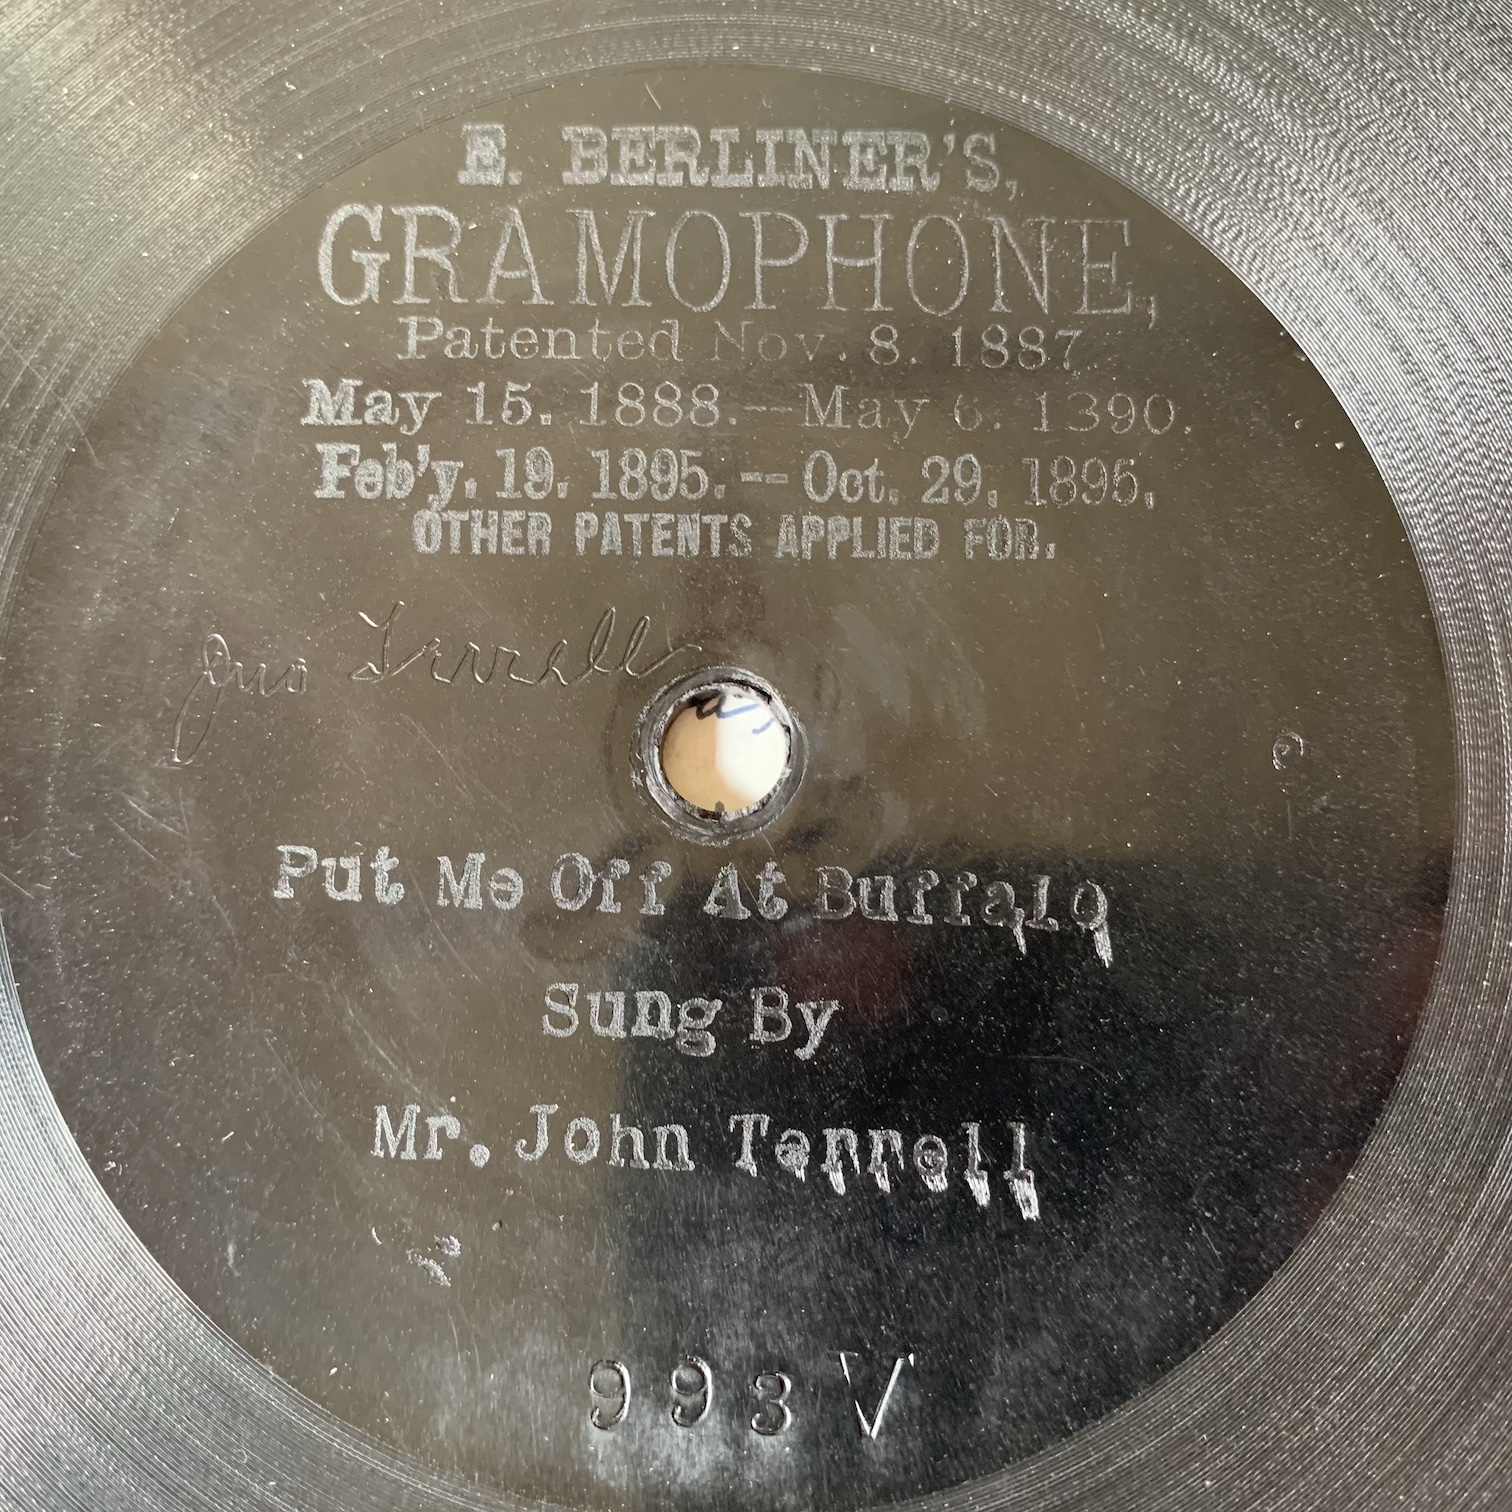 E. BERLINER'S,
GRAMOPHONE,
Patented Nov. 8. 1887.
May 15. 1888.—May 6. 1890.
Feb'y. 19. 1895.—Oct. 29, 1895.
OTHER PATENTS APPLIED FOR.
Jno Terrell
Put Me Off At Buffalo
Sung By
Mr. John Terrell
993 V